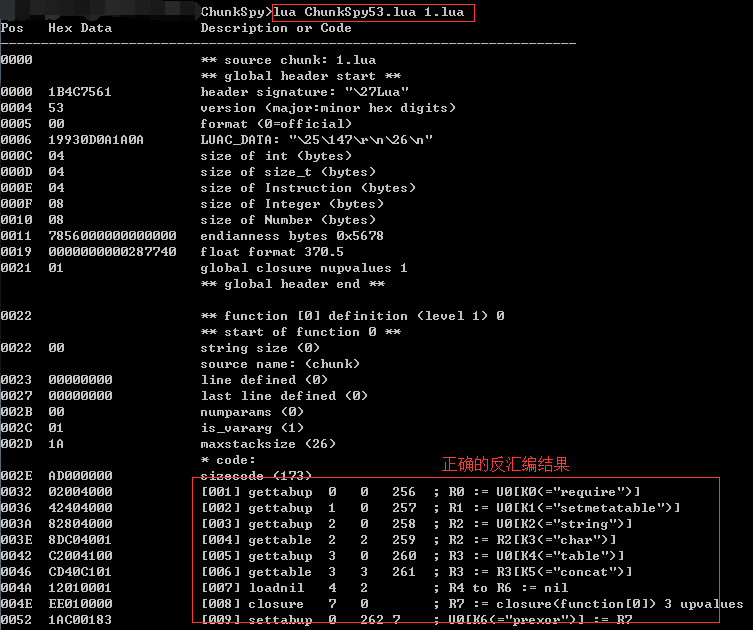 ChunkSpy>lua ChunkSpy53.lua 1.lua
Pos Hex Data Description or Code
------------------------------------------------------------------------
0000 ** source chunk: 1.lua
** global header start **
0000 1B4C7561 header signature: "\27Lua"
0004 53 version (major:minor hex digits)
0005 00 format (0=official)
0006 19930D0A1A0A LUAC_DATA: "\25\147\r\n\26\n"
000C 04 size of int (bytes)
000D 04 size of size_t (bytes)
000E 04 size of Instruction (bytes)
000F 08 size of Integer (bytes)
0010 08 size of Number (bytes)
0011 7856000000000000 endianness bytes 0x5678
0019 0000000000287740 float format 370.5
0021 01 global closure nupvalues 1
** global header end **
0022 ** function [0] definition (level 1) 0
** start of function 0 **
0022 00 string size (0)
source name: (chunk)
0023 00000000 line defined (0)
0027 00000000 last line defined (0)
002B 00 numparams (0)
002C 01 is_vararg (1)
002D 1A maxstacksize (26)
* code:
正确的反汇编结果
002E AD000000 sizecode (173)
0032 02004000 [001] gettabup 0 0 256 ; R0 := U0[K0(="require")]
0036 42404000 [002] gettabup 1 0 257 ; R1 := U0[K1(="setmetatable")]
003A 82804000 [003] gettabup 2 0 258 ; R2 := U0[K2(="string")]
003E 8DC04001 [004] gettable 2 2 259 ; R2 := R2[K3(="char")]
0042 C2004100 [005] gettabup 3 0 260 ; R3 := U0[K4(="table")]
0046 CD40C101 [006] gettable 3 3 261 ; R3 := R3[K5(="concat")]
004A 12010001 [007] loadnil 4 2 ; R4 to R6 := nil
004E EE010000 [008] closure 7 0 ; R7 := closure(function[0]) 3 upvalues
0052 1AC00183 [009] settabup 0 262 7 ; U0[K6(="prexor")] := R7